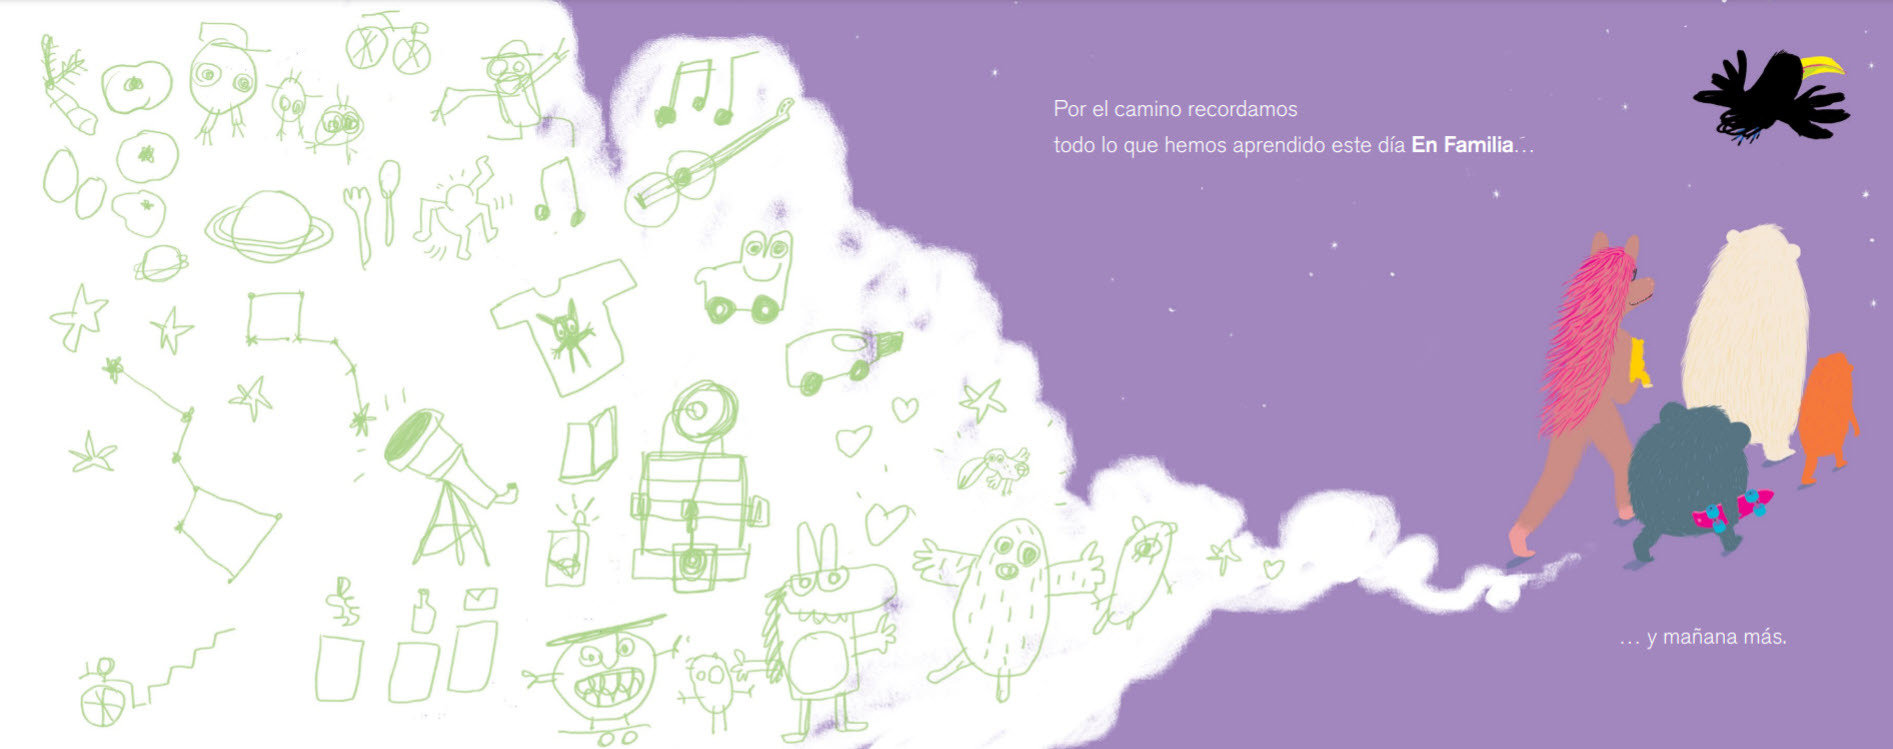 Por el camino recordamos
todo lo que hemos aprendido este día En Familia…
… y mañana más.